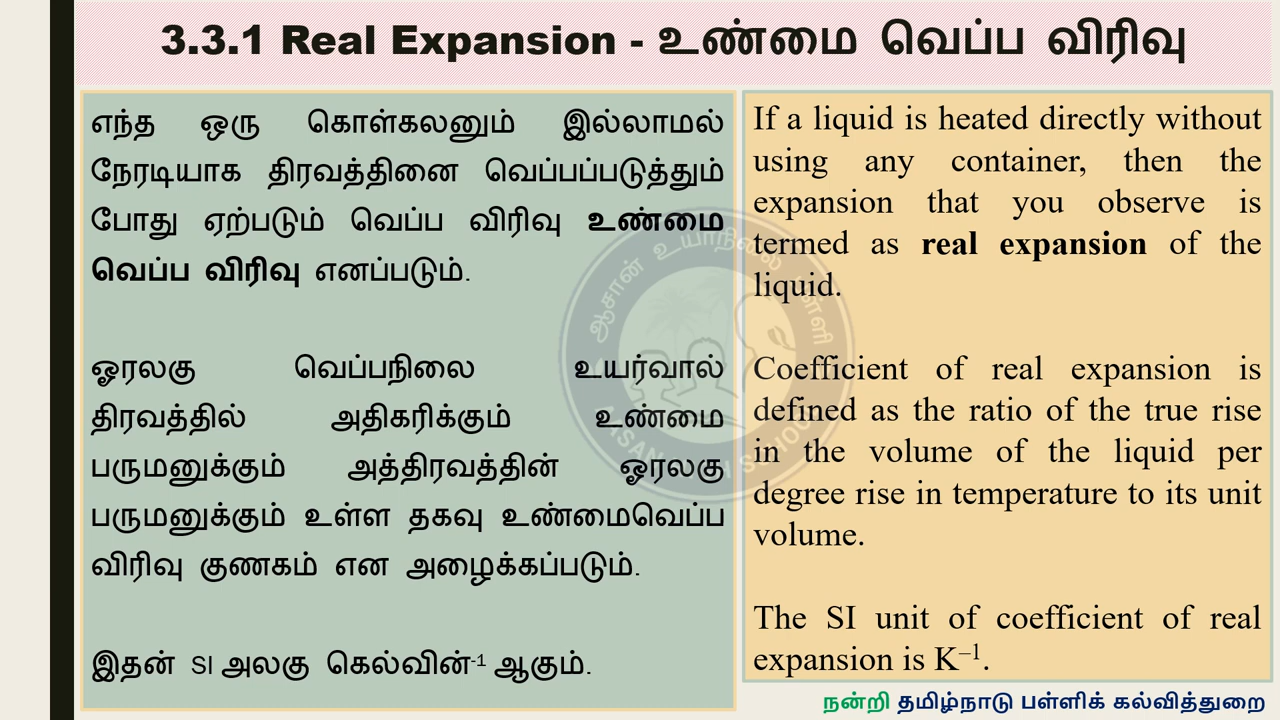 3.3.1 Real Expansion - உண்மை வெப்ப விரிவு
எந்த ஒரு கொள்கலனும் இல்லாமல்
நேரடியாக திரவத்தினை வெப்பப்படுத்தும்
போது ஏற்படும் வெப்ப விரிவு உண்மை
வெப்ப விரிவு எனப்படும்.
ஓரலகு வெப்பநிலை உயர்வால்
திரவத்தில் அதிகரிக்கும் உண்மை
பருமனுக்கும் அத்திரவத்தின் ஓரலகு
பருமனுக்கும் உள்ள தகவு உண்மைவெப்ப
விரிவு குணகம் என அழைக்கப்படும்.
இதன் SI அலகு கெல்வின்-1 ஆகும்.
If a liquid is heated directly without
using any container, then the
expansion that you observe is
termed as real expansion of the
liquid.
Coefficient of real expansion is
defined as the ratio of the true rise
in the volume of the liquid per
degree rise in temperature to its unit
volume.
The SI unit of coefficient of real
expansion is K–1.
நன்றி தமிழ்நாடு பள்ளிக் கல்வித்துறை
ஆசான் உயர்நிலை பள்ளி